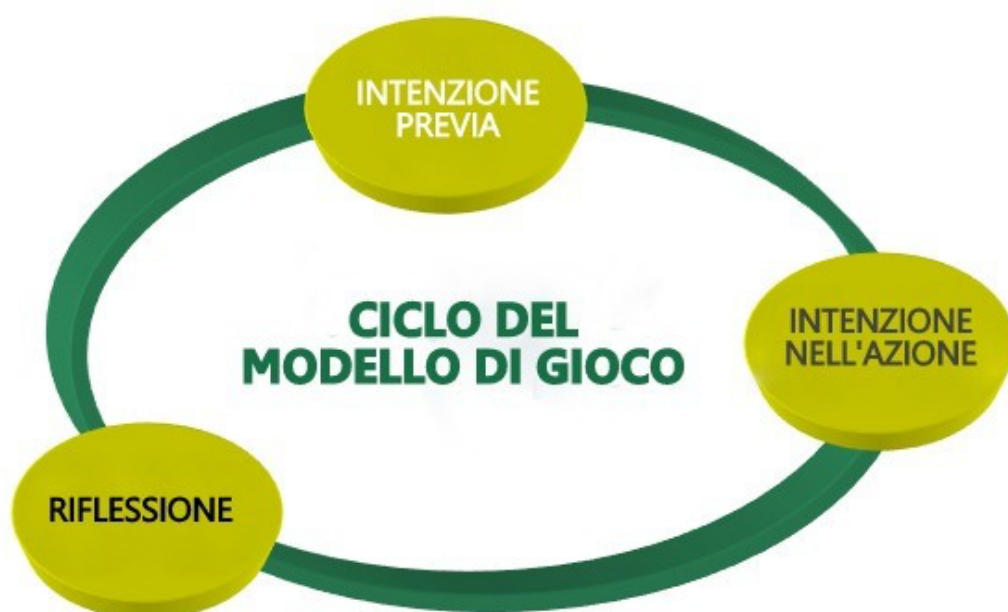 INTENZIONE
PREVIA
INTENZIONE
NELL'AZIONE
CICLO DEL
MODELLO DI GIOCO
RIFLESSIONE